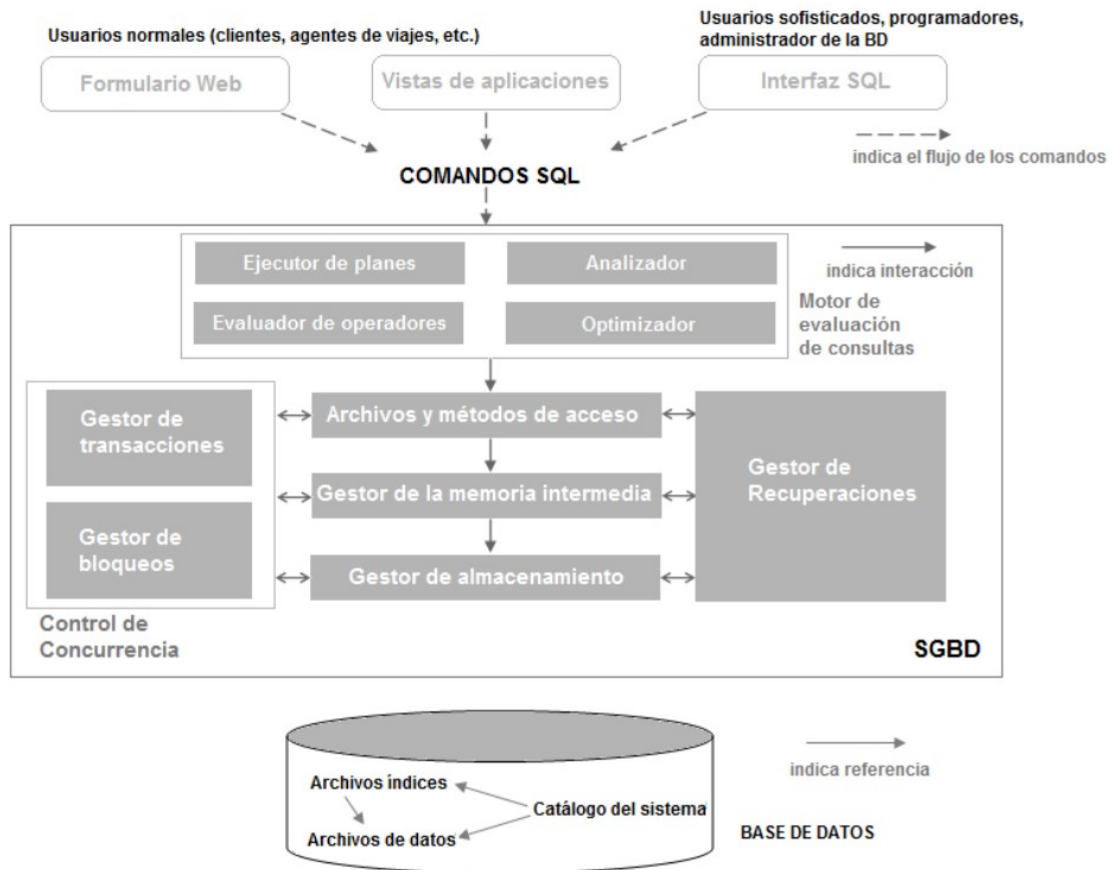 Usuarios normales (clientes, agentes de viajes, etc.)
Usuarios sofisticados, programadores,
administrador de la BD
Formulario Web
Vistas de aplicaciones
Interfaz SQL
indica el flujo de los comandos
COMANDOS SQL
Ejecutor de planes
Analizador
indica interacción
Evaluador de operadores
Optimizador
Motor de
evaluación
de consultas
Gestor de
transacciones
Archivos y métodos de acceso
Gestor de
Recuperaciones
Gestor de la memoria intermedia
Gestor de
bloqueos
Gestor de almacenamiento
Control de
Concurrencia
SGBD
indica referencia
Archivos índices
Catálogo del sistema
Archivos de datos
BASE DE DATOS